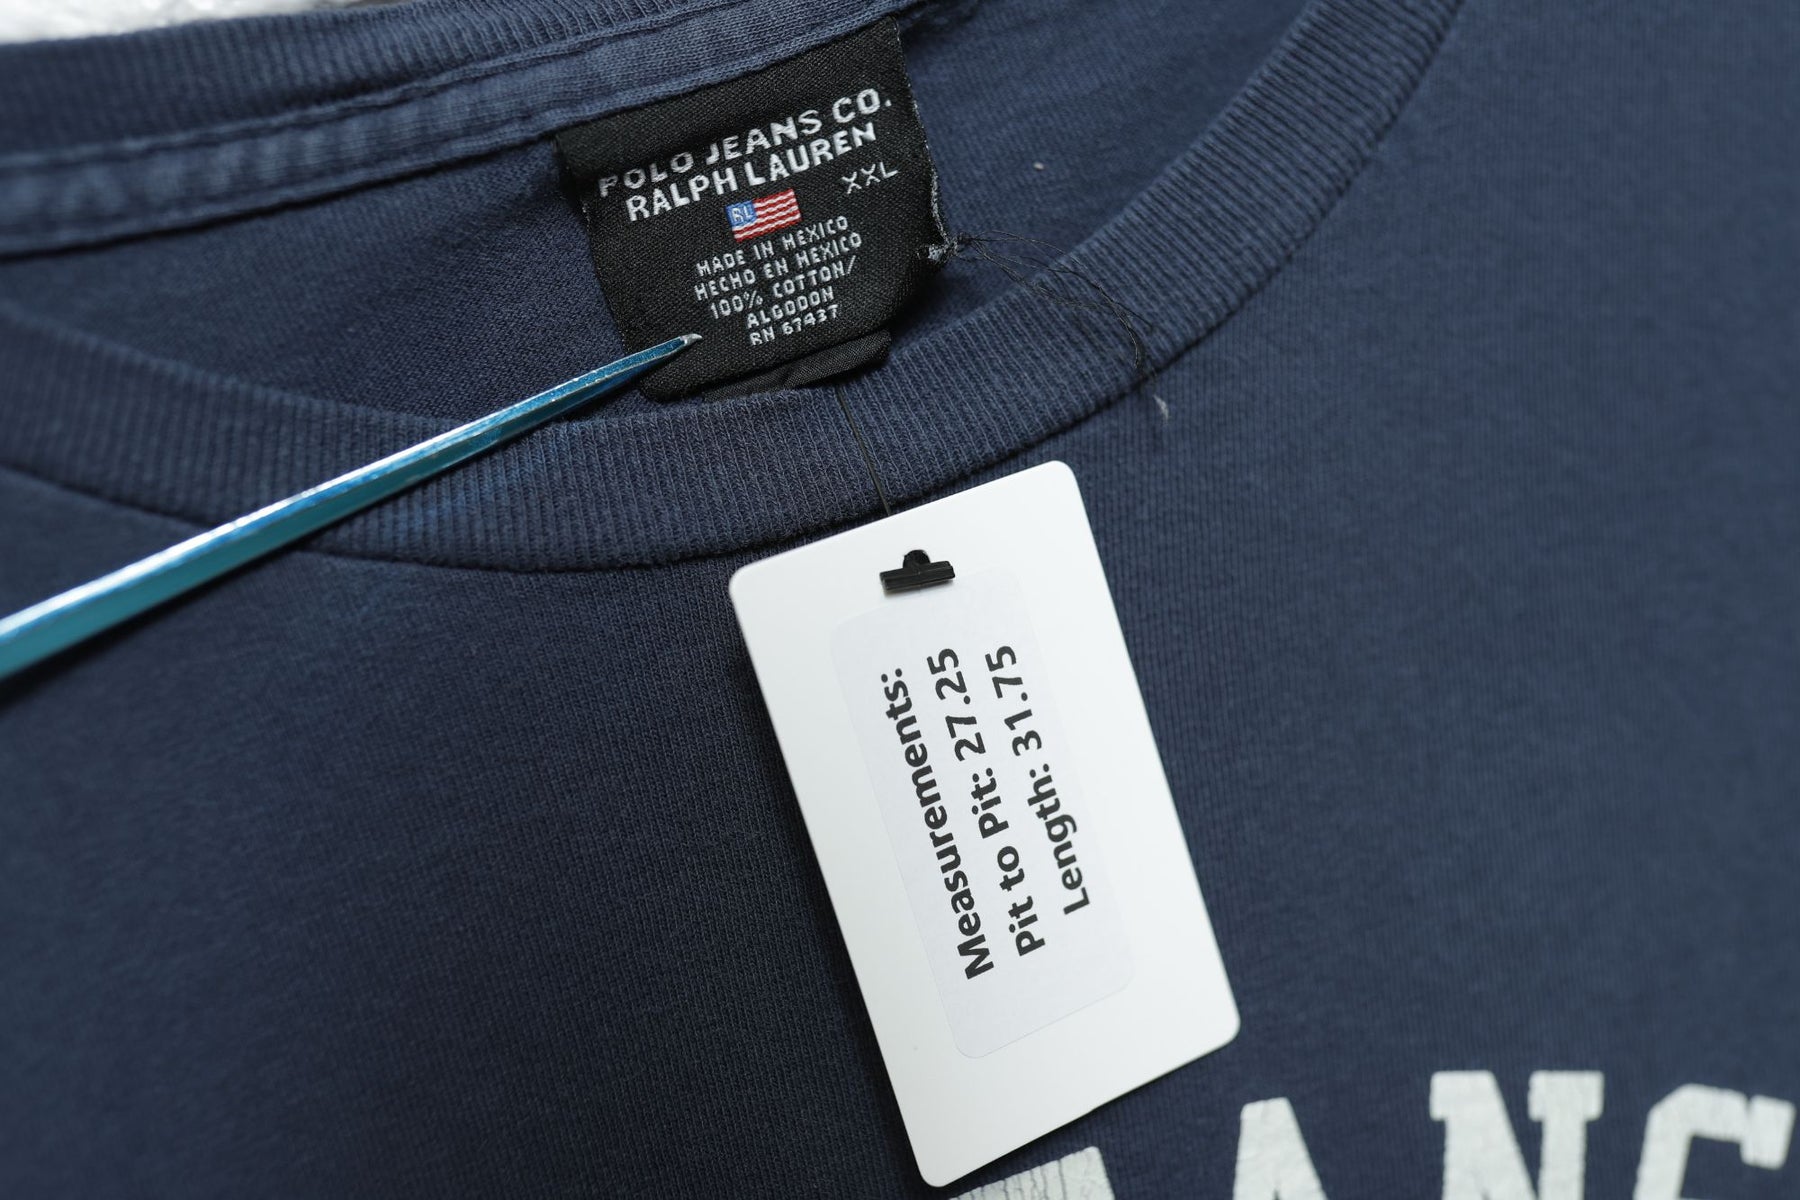 POLO JEANS CO.
RALPH LAUREN
XXL
RL
MADE IN MEXICO
HECHO EN MEXICO
100% COTTON/
ALGODON
RN 67437
Measurements:
Pit to Pit: 27.25
Length: 31.75